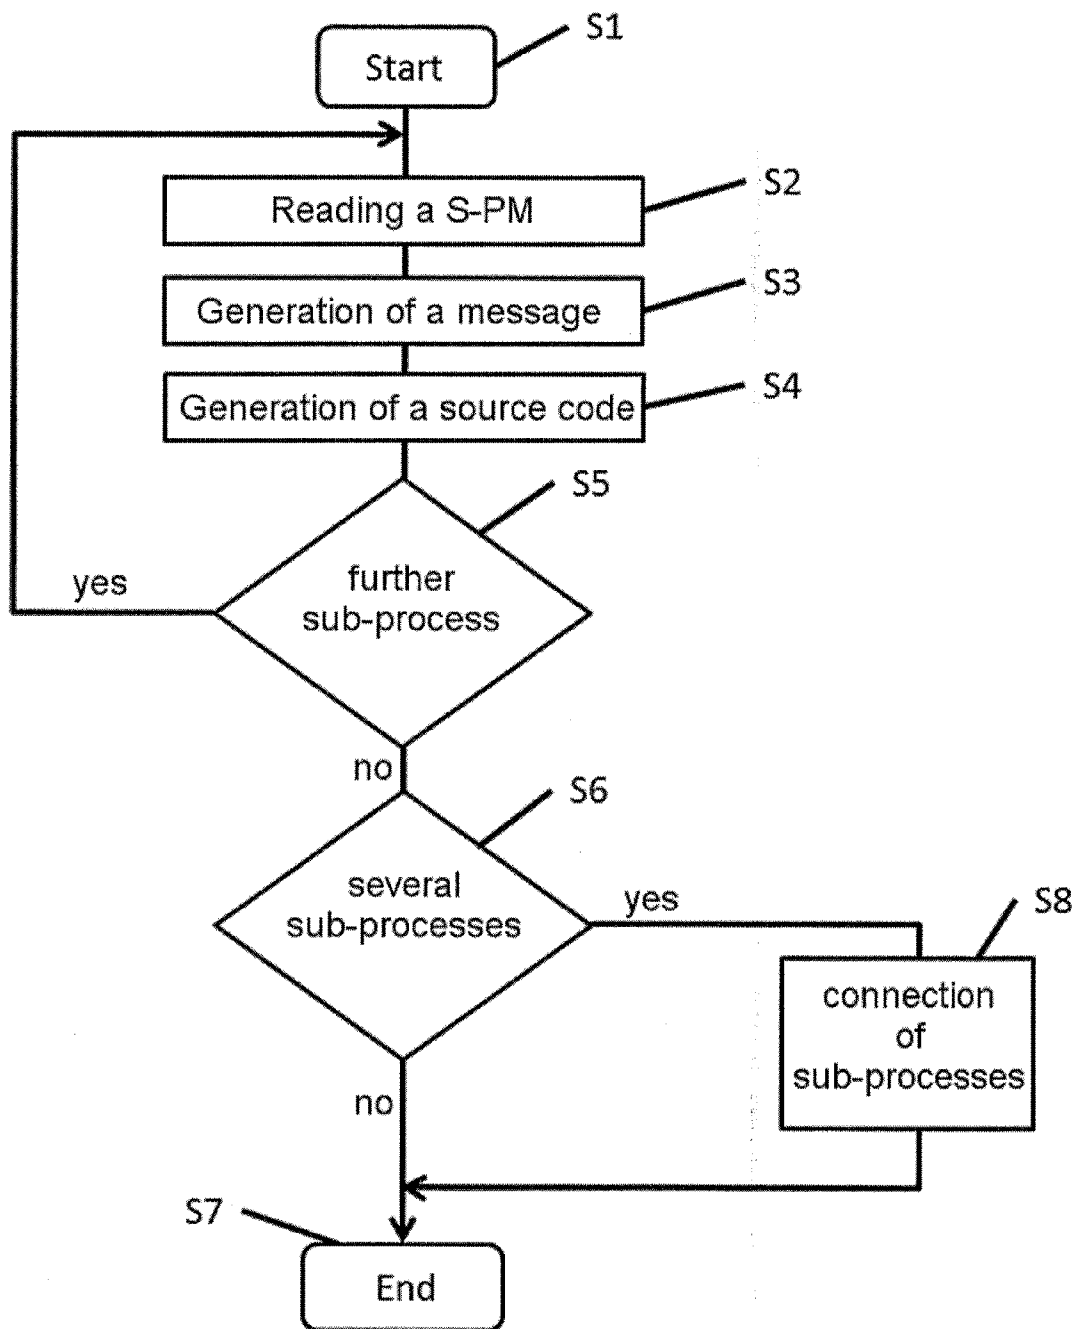 S1
Start
S2
Reading a S-PM
S3
Generation of a message
S4
Generation of a source code
S5
further
sub-process
yes
no
S6
several
sub-processes
yes
S8
connection
of
sub-processes
no
S7
End